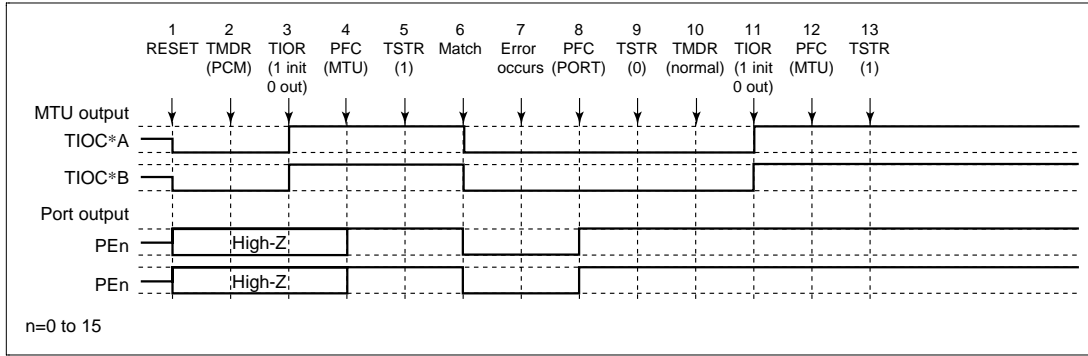 1 2 3 4 5 6 7 8 9 10 11 12 13
RESET TMDR TIOR PFC TSTR Match Error PFC TSTR TMDR TIOR PFC TSTR
(PCM) (1 init (MTU) (1) occurs (PORT) (0) (normal) (1 init (MTU) (1)
0 out) 0 out)
MTU output
TIOC*A
TIOC*B
Port output
PEn High-Z
PEn High-Z
n=0 to 15